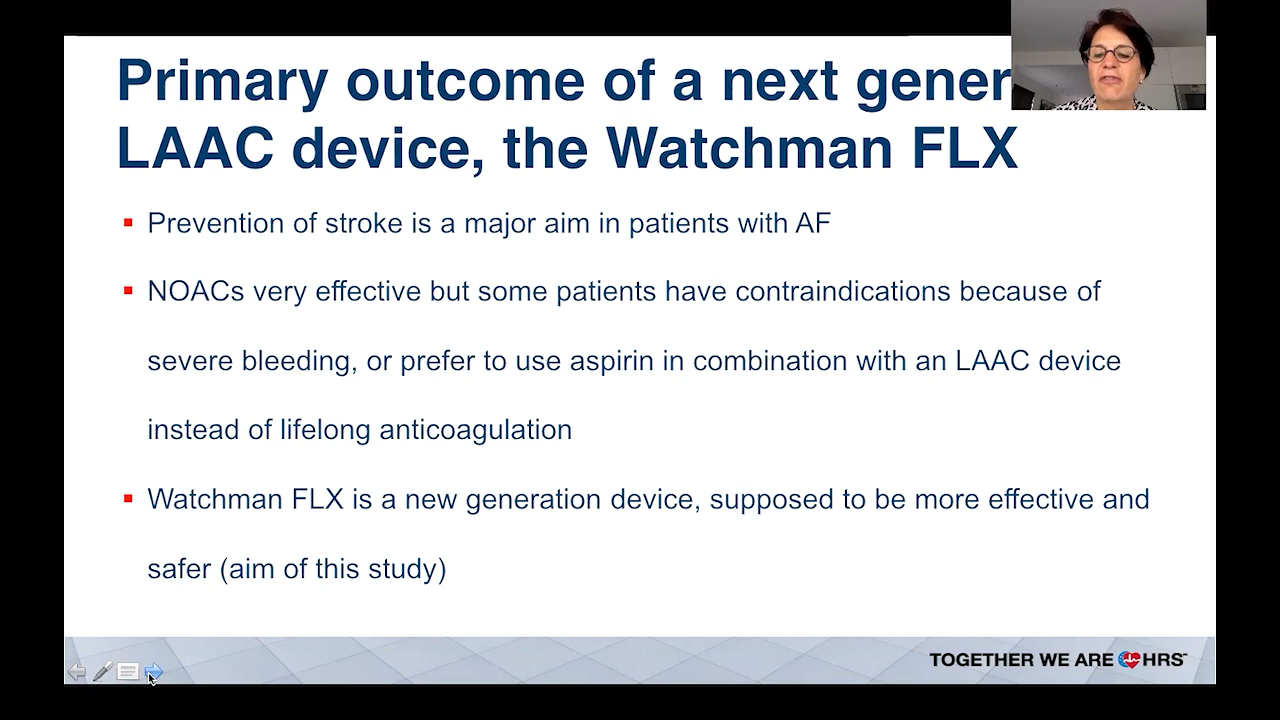 Primary outcome of a next gener
LAAC device, the Watchman FLX
Prevention of stroke is a major aim in patients with AF
NOACs very effective but some patients have contraindications because of
severe bleeding, or prefer to use aspirin in combination with an LAAC device
instead of lifelong anticoagulation
Watchman FLX is a new generation device, supposed to be more effective and
safer (aim of this study)
TOGETHER WE ARE HRS